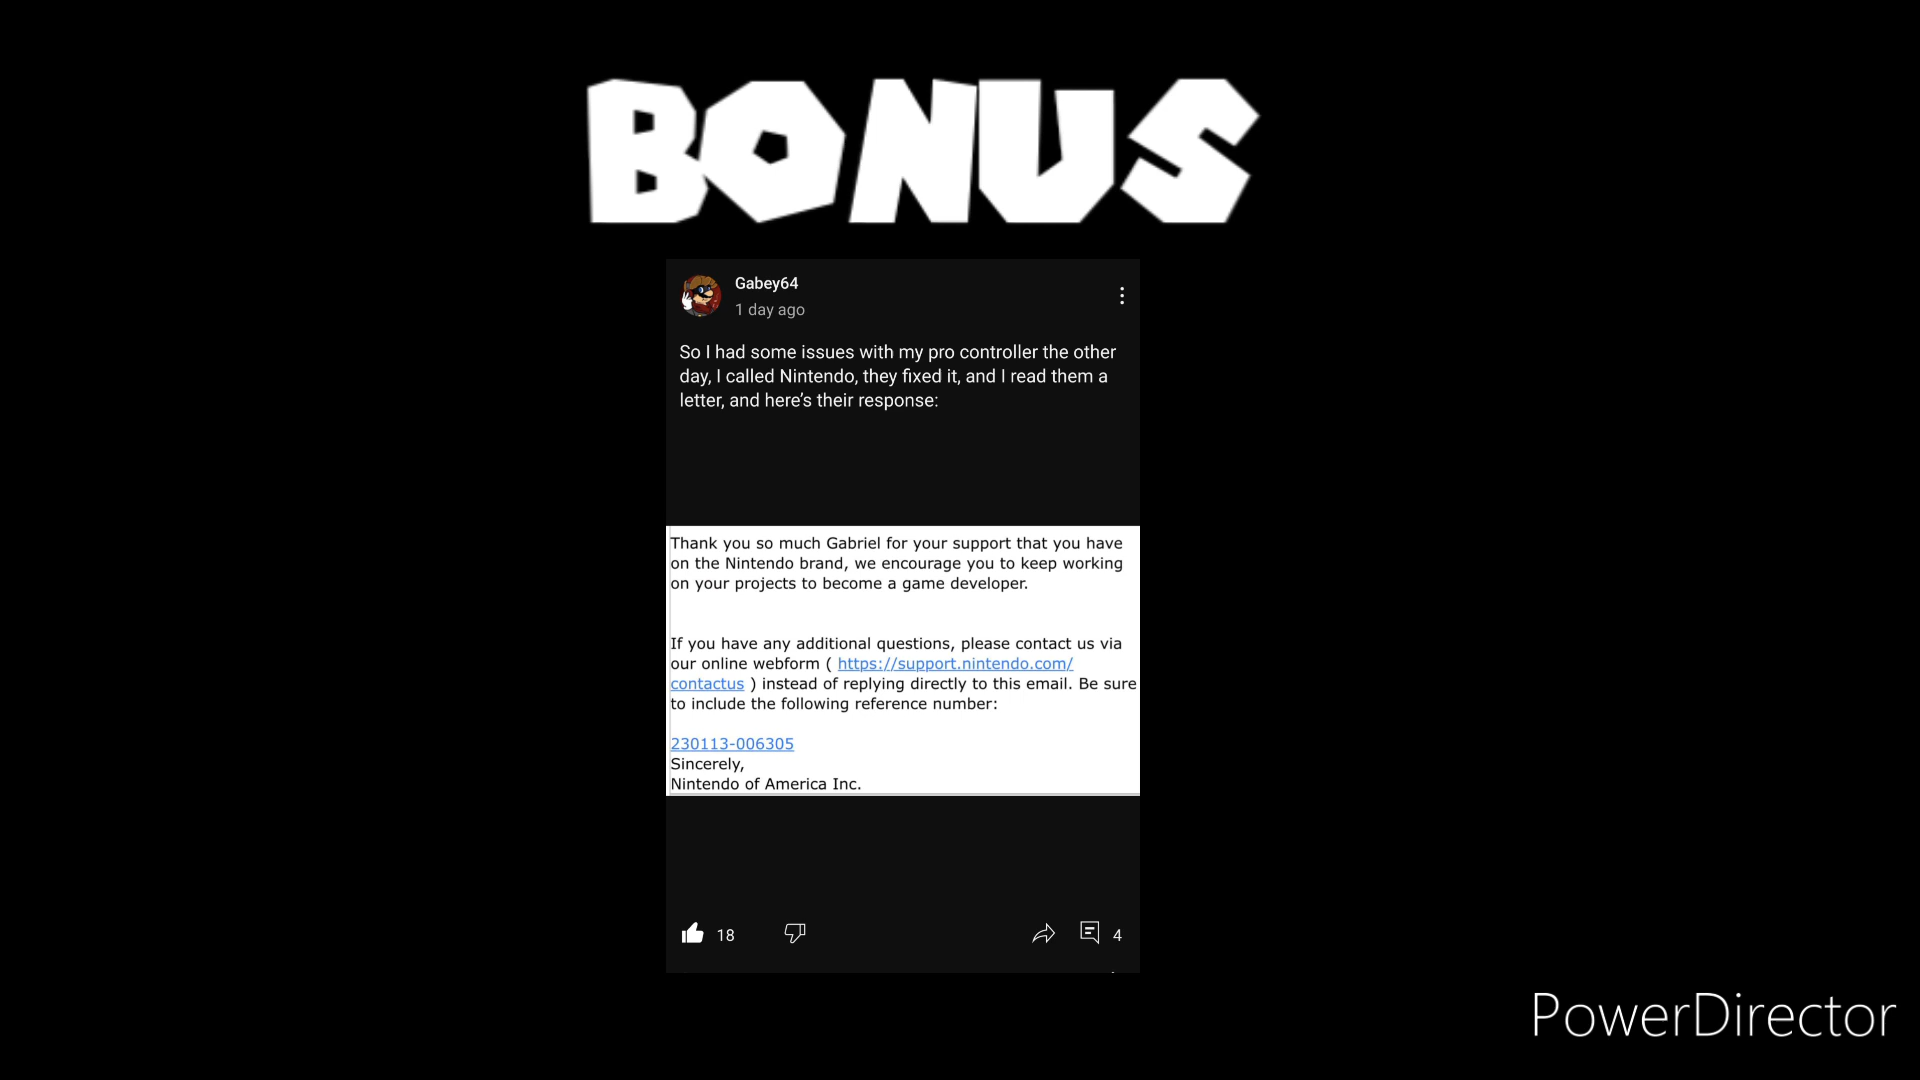 BONUS
Gabey64
1 day ago
So I had some issues with my pro controller the other
day, I called Nintendo, they fixed it, and I read them a
letter, and here’s their response:
Thank you so much Gabriel for your support that you have
on the Nintendo brand, we encourage you to keep working
on your projects to become a game developer.
If you have any additional questions, please contact us via
our online webform ( https://support.nintendo.com/
contactus ) instead of replying directly to this email. Be sure
to include the following reference number:
230113-006305
Sincerely,
Nintendo of America Inc.
18
4
PowerDirector